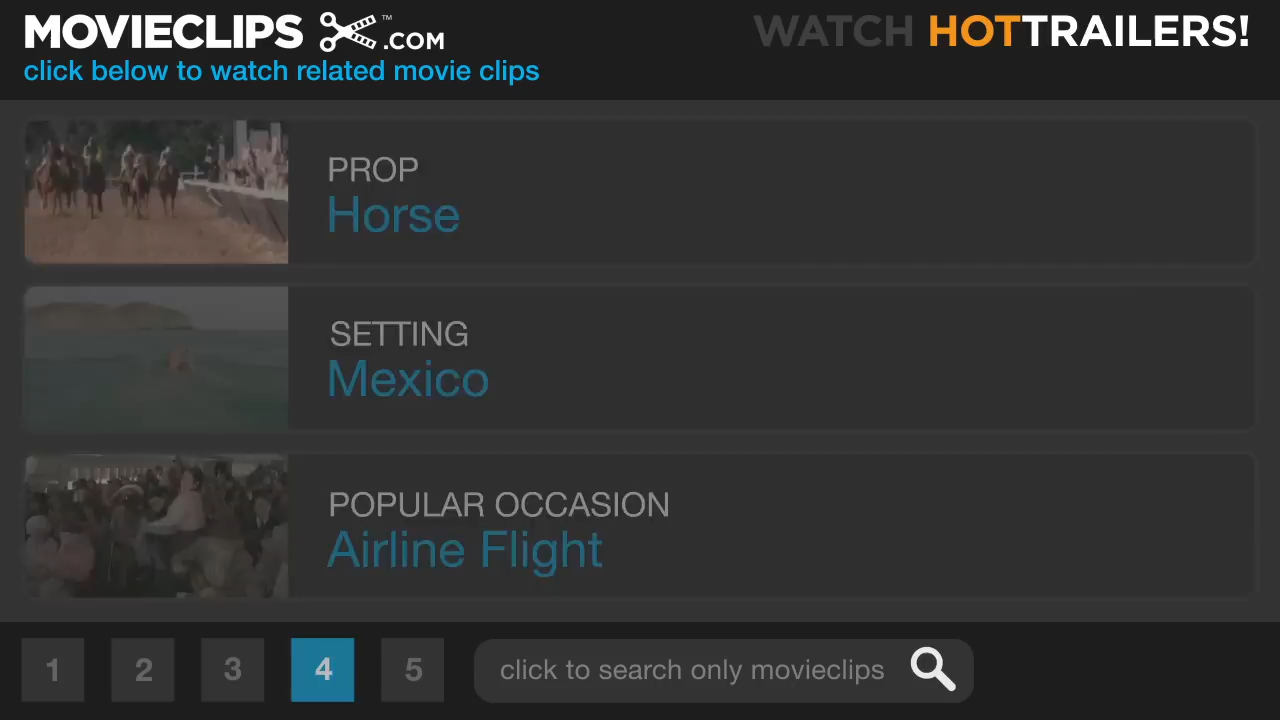 MOVIECLIPS™.COM
WATCH HOTTRAILERS!
click below to watch related movie clips
PROP
Horse
SETTING
Mexico
POPULAR OCCASION
Airline Flight
1 2 3 4 5 click to search only movieclips